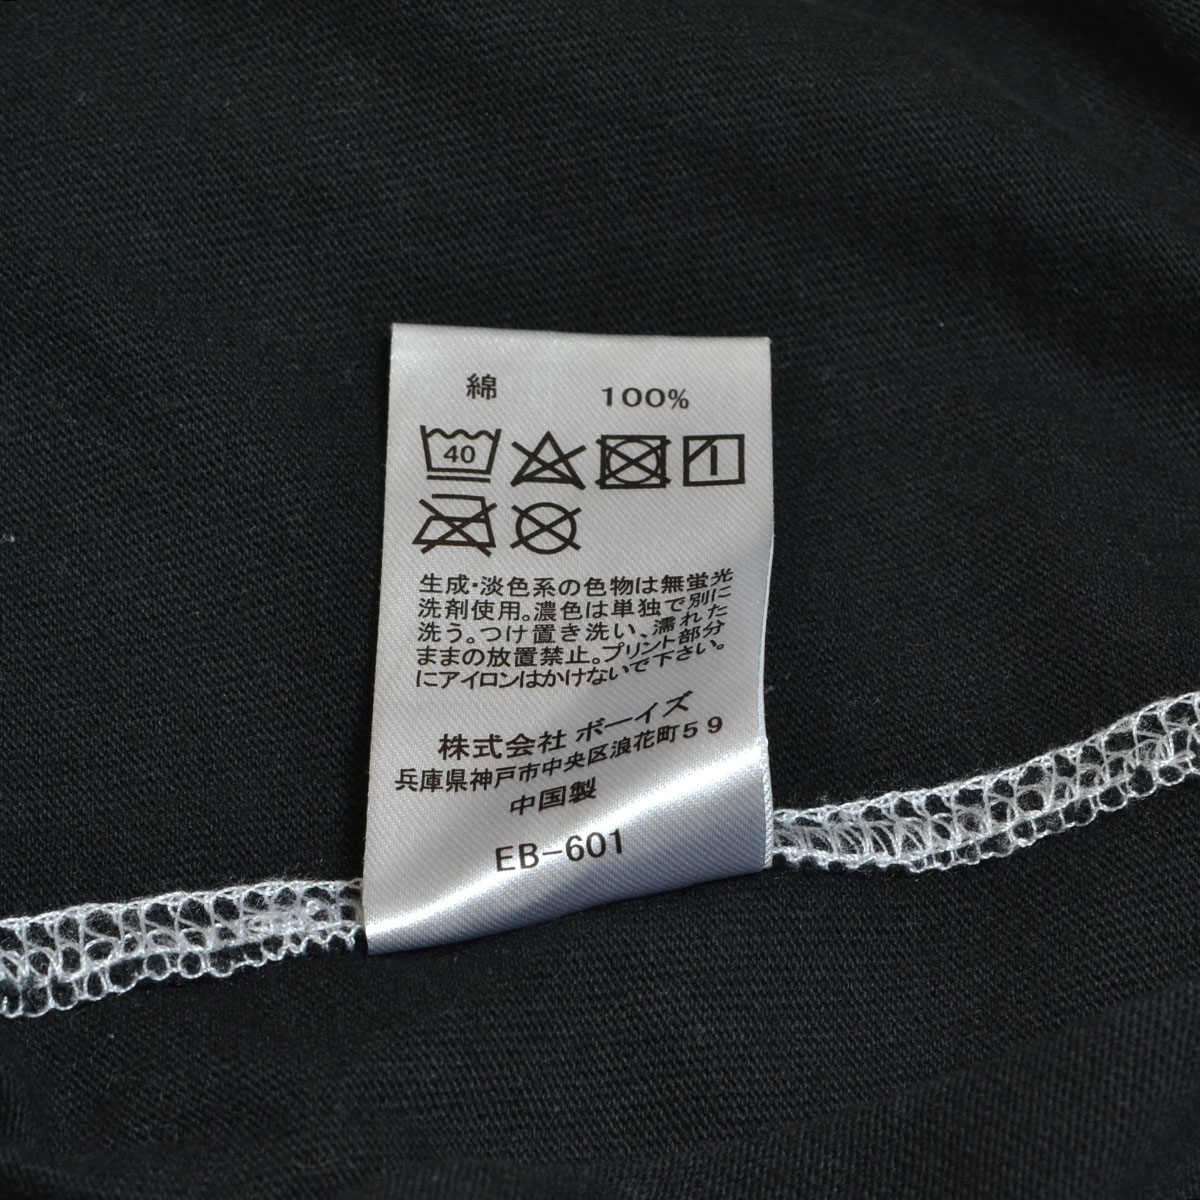 綿 100%
40
生成・淡色系の色物は無蛍光
洗剤使用。濃色は単独で別に
洗う。つけ置き洗い、濡れた
ままの放置禁止。プリント部分
にアイロンはかけないで下さい。
株式会社 ボーイズ
兵庫県神戸市中央区浪花町59
中国製
EB-601